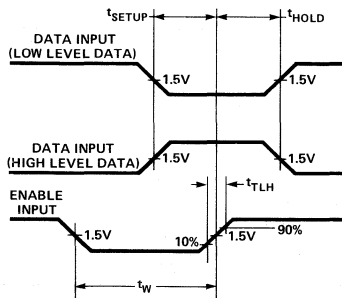 tSETUP
tHOLD
DATA INPUT
(LOW LEVEL DATA)
1.5V
1.5V
DATA INPUT
(HIGH LEVEL DATA)
1.5V
1.5V
tTLH
ENABLE
INPUT
1.5V
10%
1.5V
90%
tW